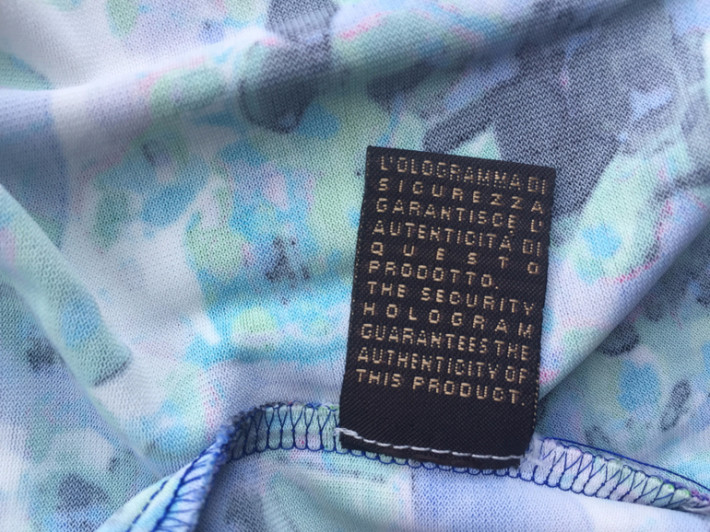 L'OLOGRAMMA DI
SICUREZZA
GARANTISCE L'
AUTENTICITÀ DI
QUESTO
PRODOTTO.
THE SECURITY
HOLOGRAM
GUARANTEES THE
AUTHENTICITY OF
THIS PRODUCT.